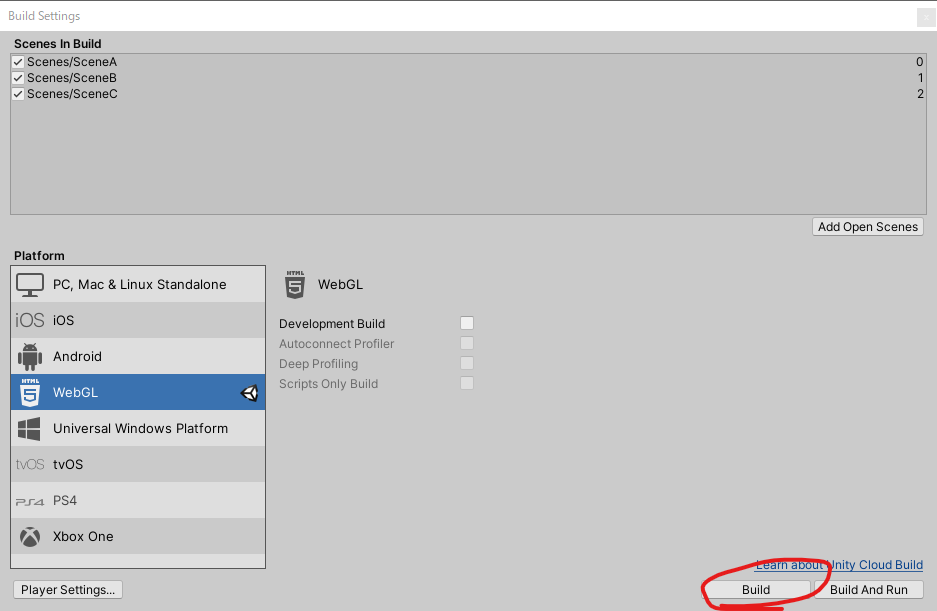 Build Settings
Scenes In Build
Scenes/SceneA 0
Scenes/SceneB 1
Scenes/SceneC 2
Add Open Scenes
Platform
PC, Mac & Linux Standalone
iOS iOS
Android
HTML 5 WebGL
Universal Windows Platform
tvOS tvOS
PS4 PS4
Xbox One
HTML 5 WebGL
Development Build
Autoconnect Profiler
Deep Profiling
Scripts Only Build
Learn about Unity Cloud Build
Player Settings...
Build
Build And Run